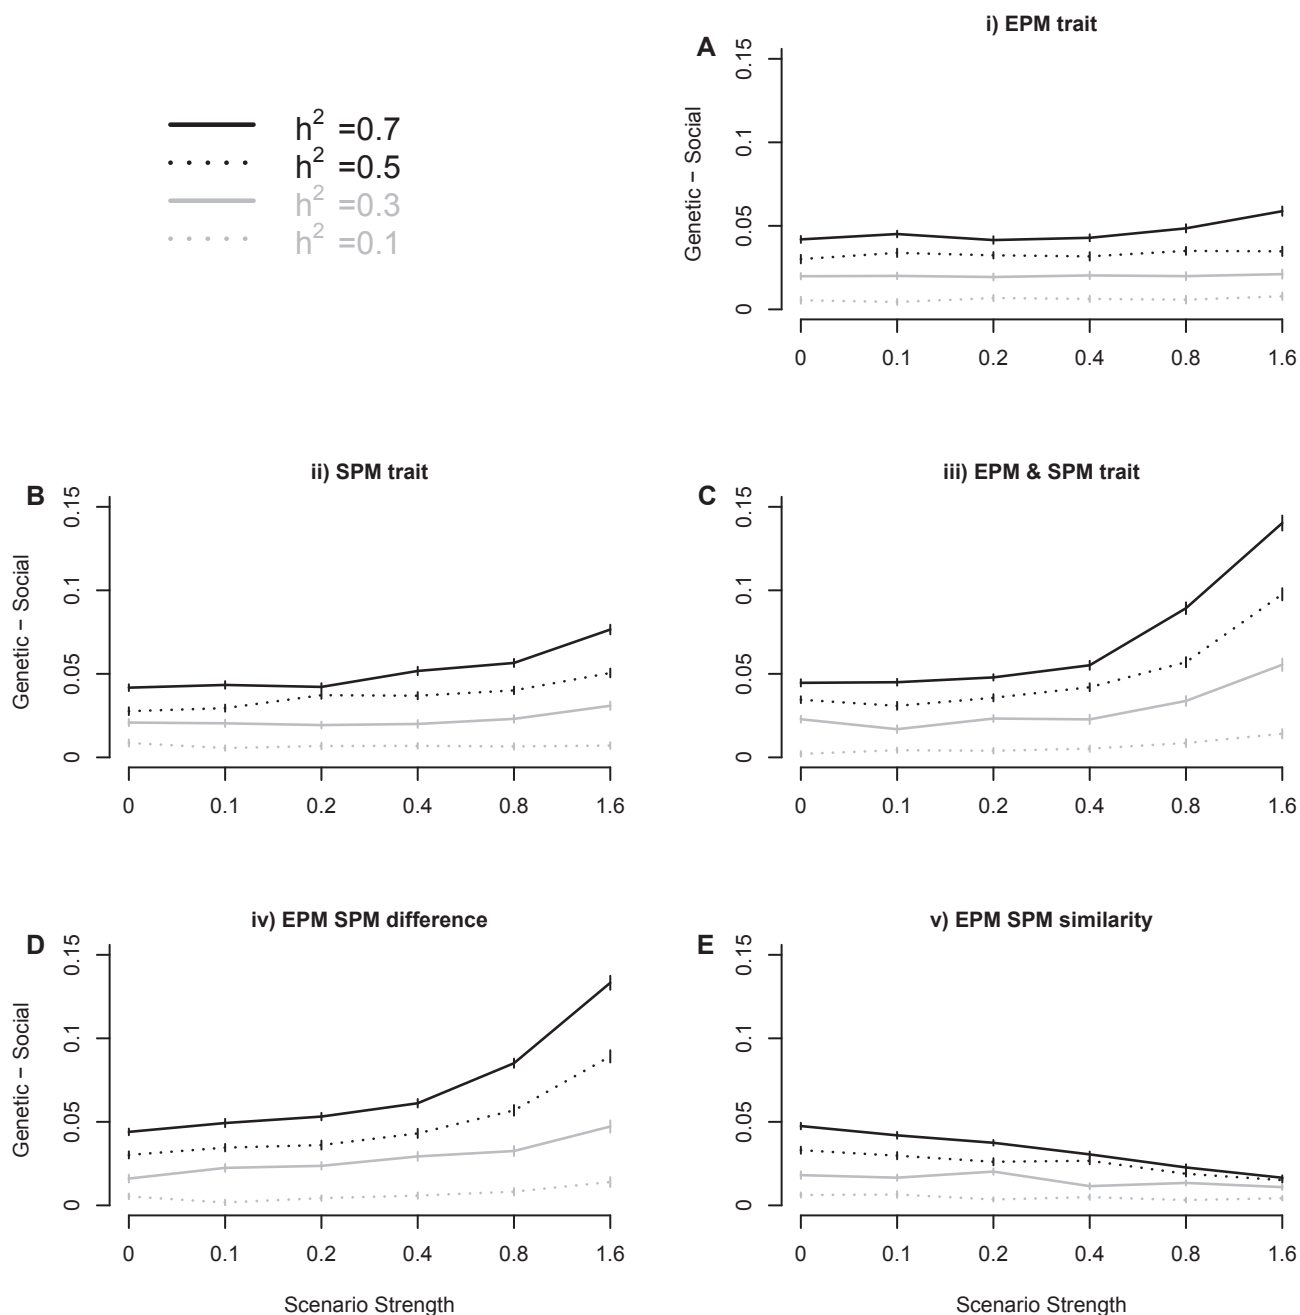 i) EPM trait
A
h2 =0.7
h2 =0.5
h2 =0.3
h2 =0.1
Genetic − Social
0.15
0.1
0.05
0
0 0.1 0.2 0.4 0.8 1.6
ii) SPM trait
B
Genetic − Social
0.15
0.1
0.05
0
0 0.1 0.2 0.4 0.8 1.6
iii) EPM & SPM trait
C
0.15
0.1
0.05
0
0 0.1 0.2 0.4 0.8 1.6
iv) EPM SPM difference
D
Genetic − Social
0.15
0.1
0.05
0
0 0.1 0.2 0.4 0.8 1.6
Scenario Strength
v) EPM SPM similarity
E
0.15
0.1
0.05
0
0 0.1 0.2 0.4 0.8 1.6
Scenario Strength